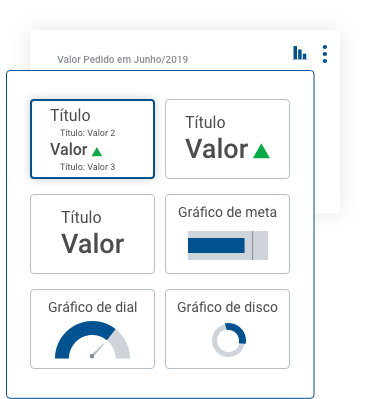 Valor Pedido em Junho/2019
Título
Título: Valor 2
Valor
Título: Valor 3
Título
Valor
Título
Valor
Gráfico de meta
Gráfico de dial
Gráfico de disco